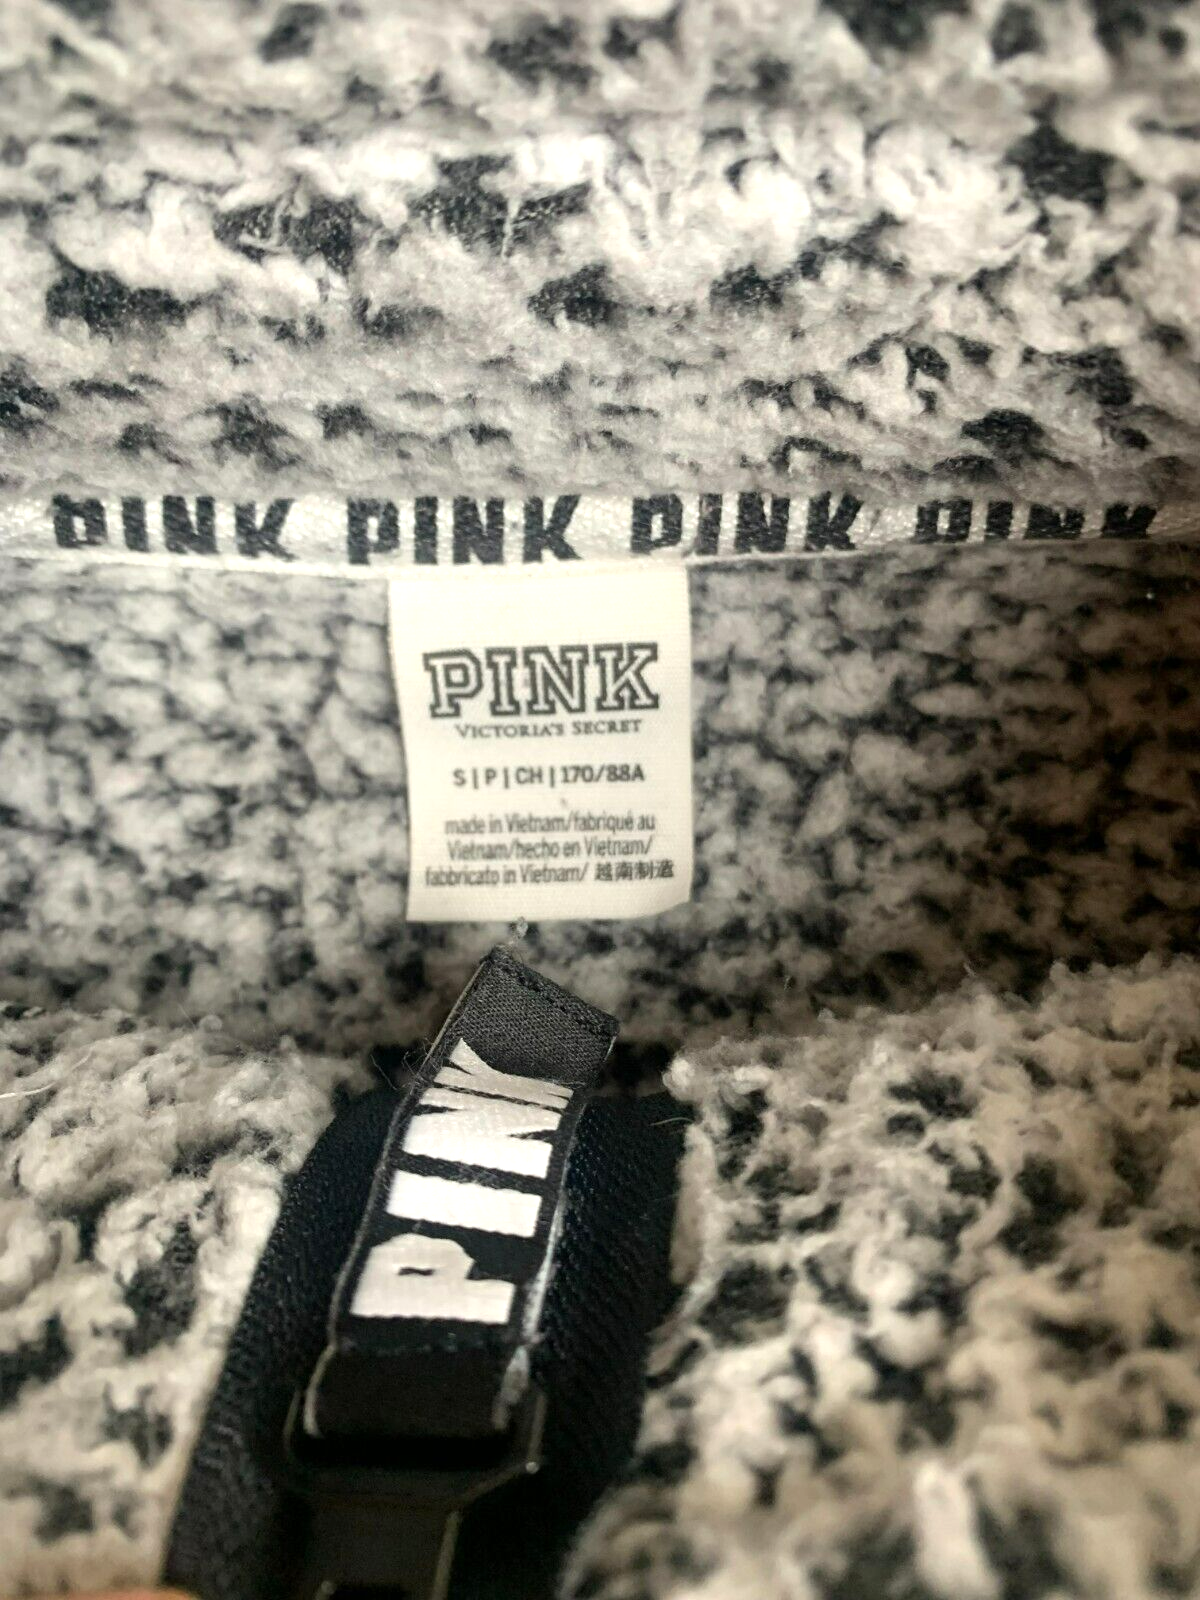 PINK PINK PINK PINK
PINK
VICTORIA'S SECRET
S | P | CH | 170/88A
made in Vietnam/fabriqué au
Vietnam/hecho en Vietnam/
fabbricato in Vietnam/ 越南制造
PINK